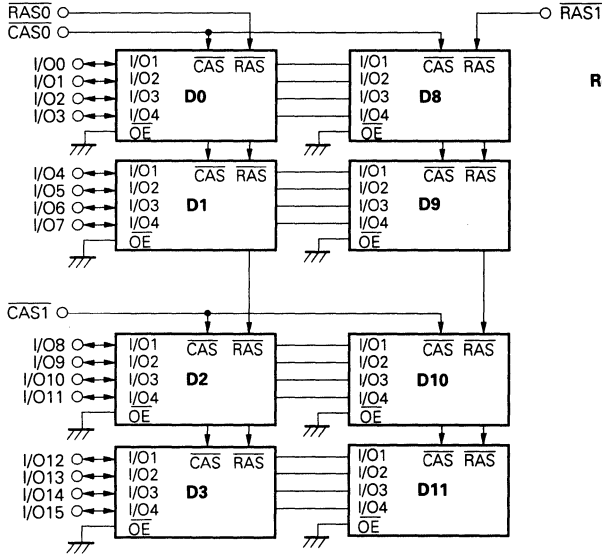 RAS0 RAS1
CAS0
I/O0 I/O1 CAS RAS I/O1 CAS RAS
I/O1 I/O2 I/O2 R
I/O2 I/O3 D0 I/O3 D8
I/O3 I/O4 I/O4
OE OE
I/O4 I/O1 CAS RAS I/O1 CAS RAS
I/O5 I/O2 I/O2
I/O6 I/O3 D1 I/O3 D9
I/O7 I/O4 I/O4
OE OE
CAS1
I/O8 I/O1 CAS RAS I/O1 CAS RAS
I/O9 I/O2 I/O2
I/O10 I/O3 D2 I/O3 D10
I/O11 I/O4 I/O4
OE OE
I/O12 I/O1 CAS RAS I/O1 CAS RAS
I/O13 I/O2 I/O2
I/O14 I/O3 D3 I/O3 D11
I/O15 I/O4 I/O4
OE OE